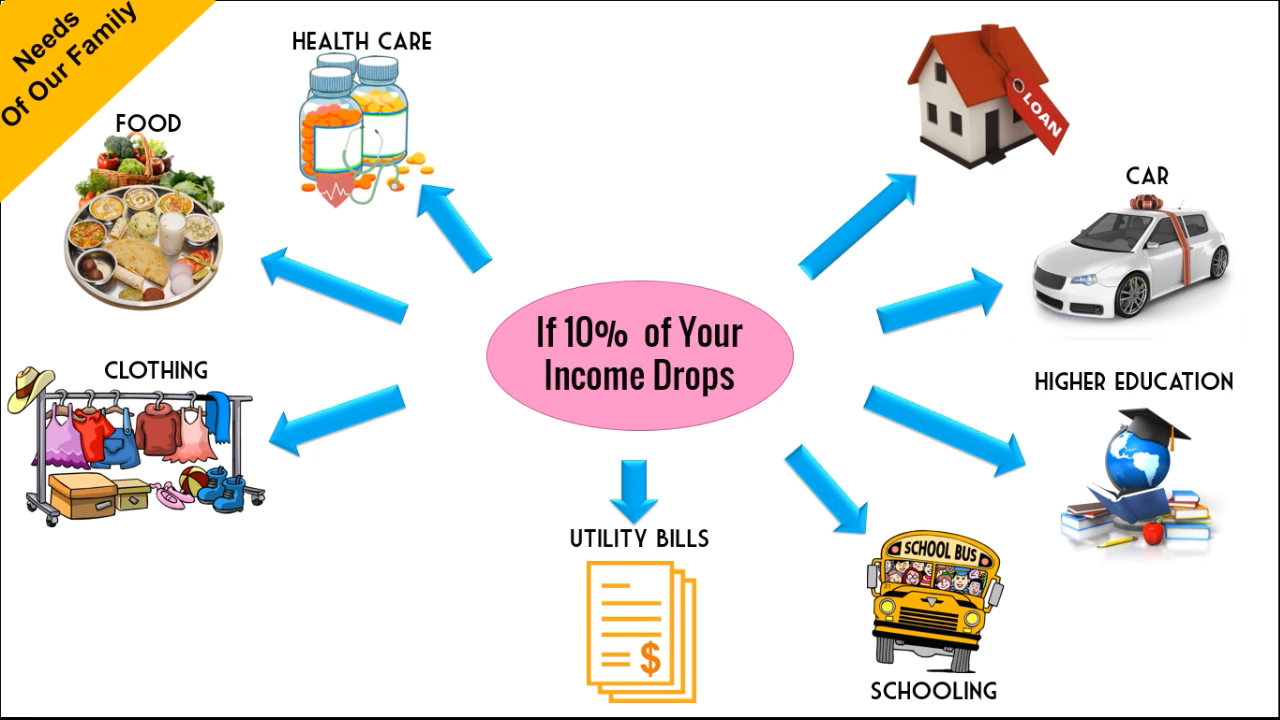 Needs
Of Our Family
HEALTH CARE
FOOD
CLOTHING
If 10% of Your
Income Drops
UTILITY BILLS
$
LOAN
CAR
HIGHER EDUCATION
SCHOOL BUS
SCHOOLING